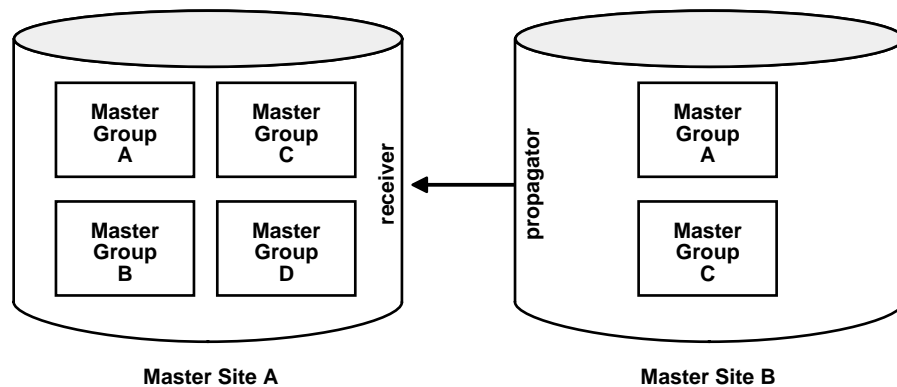 Master
Group
A
Master
Group
C
Master
Group
B
Master
Group
D
receiver
propagator
Master
Group
A
Master
Group
C
Master Site A
Master Site B